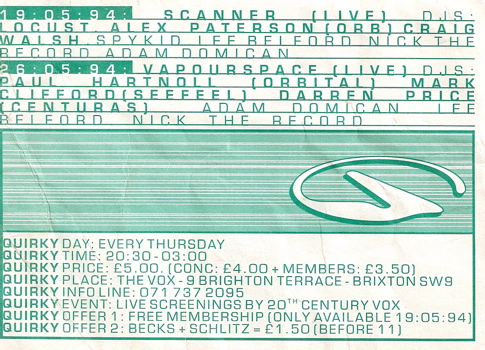 19:05:94: SCANNER (LIVE) DJS:
LOCUST. ALEX PATERSON (ORB) CRAIG
WALSH. SPYKID LEE RELFORD NICK THE
RECORD ADAM DOMICAN
26:05:94: VAPOURSPACE (LIVE) DJS:
PAUL HARTNOLL (ORBITAL) MARK
CLIFFORD (SEEFEEL) DARREN PRICE
(CENTURAS) ADAM DOMICAN LEE
RELFORD NICK THE RECORD
QUIRKY DAY: EVERY THURSDAY
QUIRKY TIME: 20:30-03:00
QUIRKY PRICE: £5.00. (CONC: £4.00 + MEMBERS: £3.50)
QUIRKY PLACE: THE VOX - 9 BRIGHTON TERRACE - BRIXTON SW9
QUIRKY INFO LINE: 071 737 2095
QUIRKY EVENT: LIVE SCREENINGS BY 20TH CENTURY VOX
QUIRKY OFFER 1: FREE MEMBERSHIP (ONLY AVAILABLE 19:05:94)
QUIRKY OFFER 2: BECKS + SCHLITZ = £1.50 (BEFORE 11)